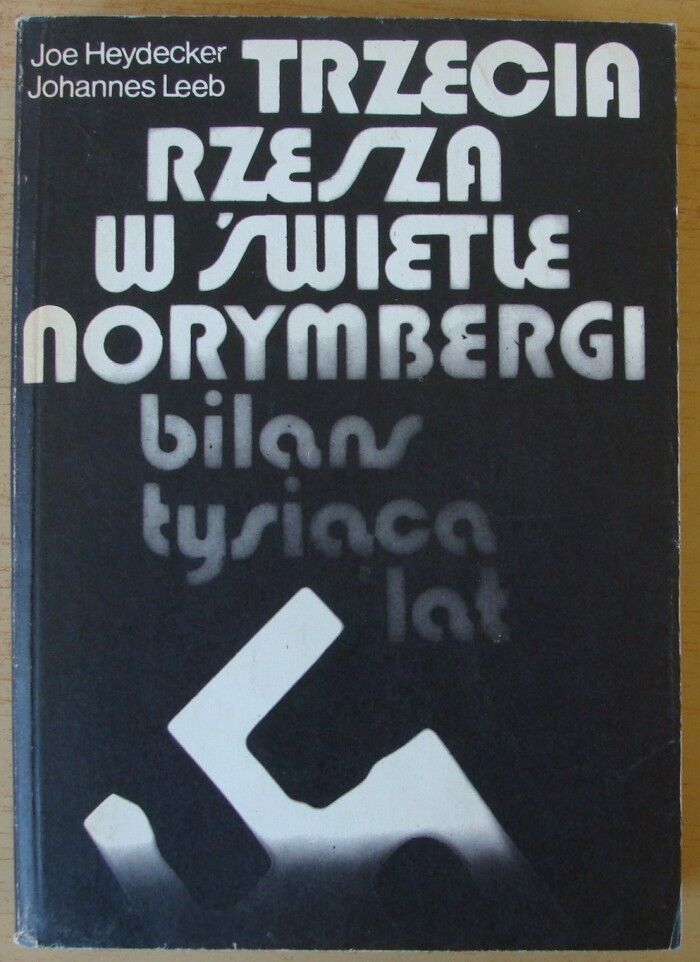 Joe Heydecker
Johannes Leeb
TRZECIA
RZESZA
W ŚWIETLE
NORYMBERGI
bilans
tysiąca
lat